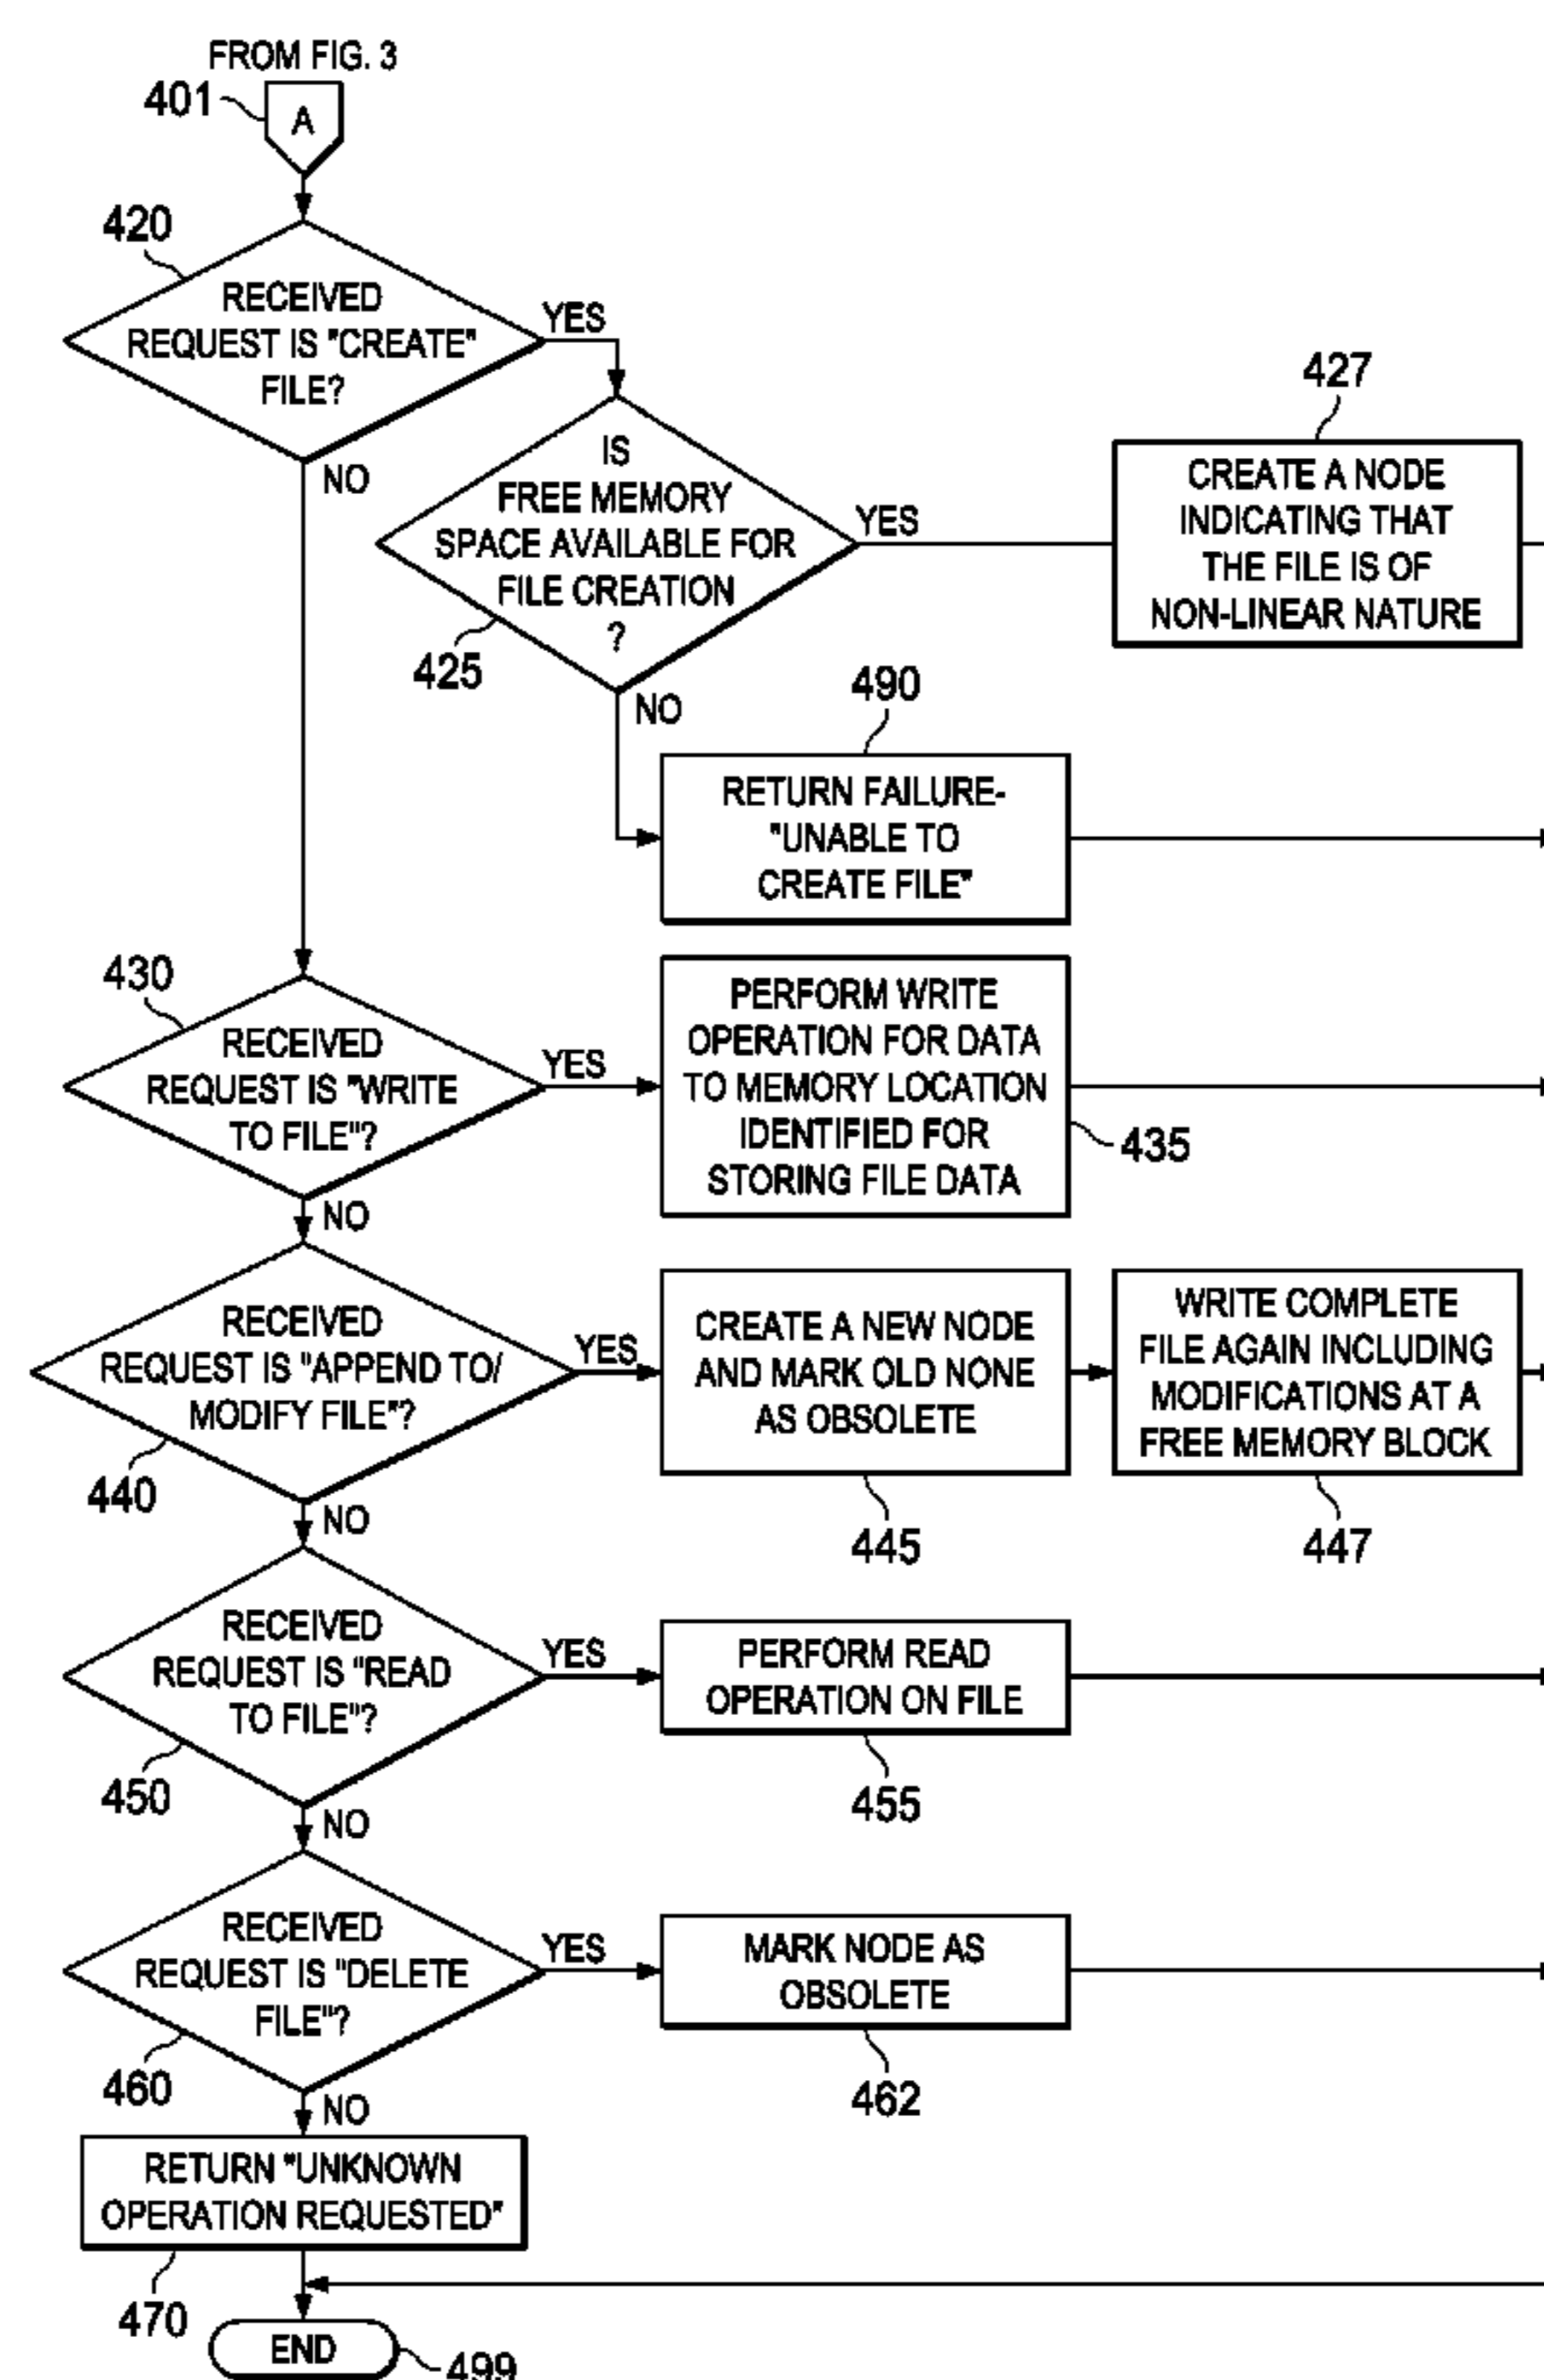 FROM FIG. 3
401
A
420
RECEIVED
REQUEST IS "CREATE"
FILE?
YES
NO
IS
FREE MEMORY
SPACE AVAILABLE FOR
FILE CREATION
?
425
YES
NO
427
CREATE A NODE
INDICATING THAT
THE FILE IS OF
NON-LINEAR NATURE
490
RETURN FAILURE-
"UNABLE TO
CREATE FILE"
430
RECEIVED
REQUEST IS "WRITE
TO FILE"?
YES
NO
PERFORM WRITE
OPERATION FOR DATA
TO MEMORY LOCATION
IDENTIFIED FOR
STORING FILE DATA
435
RECEIVED
REQUEST IS "APPEND TO/
MODIFY FILE"?
440
YES
NO
CREATE A NEW NODE
AND MARK OLD NONE
AS OBSOLETE
445
WRITE COMPLETE
FILE AGAIN INCLUDING
MODIFICATIONS AT A
FREE MEMORY BLOCK
447
RECEIVED
REQUEST IS "READ
TO FILE"?
450
YES
NO
PERFORM READ
OPERATION ON FILE
455
RECEIVED
REQUEST IS "DELETE
FILE"?
460
YES
NO
MARK NODE AS
OBSOLETE
462
RETURN "UNKNOWN
OPERATION REQUESTED"
470
END
499